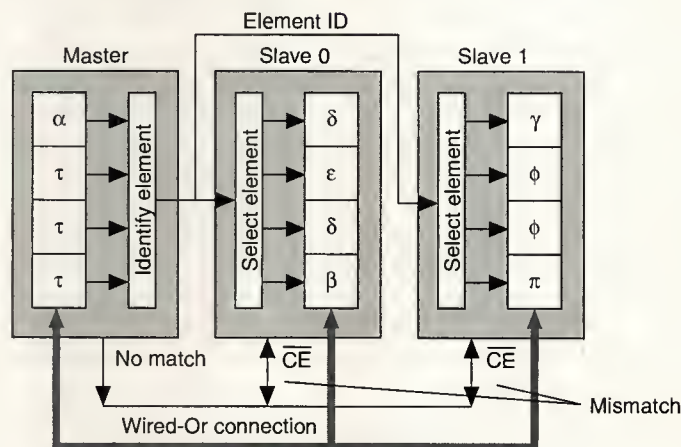 Element ID
Master
Slave 0
Slave 1
α
τ
τ
τ
Identify element
Select element
δ
ε
δ
β
Select element
γ
φ
φ
π
No match
CE
CE
Mismatch
Wired-Or connection